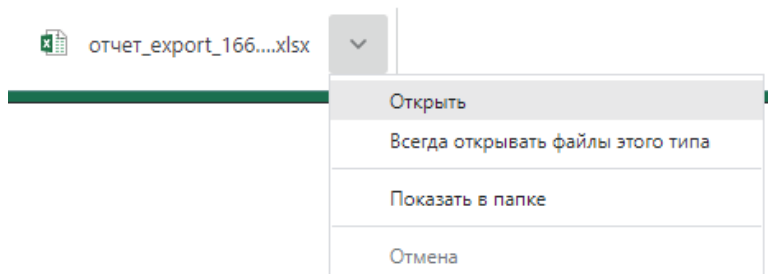 отчет_export_166....xlsx
Открыть
Всегда открывать файлы этого типа
Показать в папке
Отмена